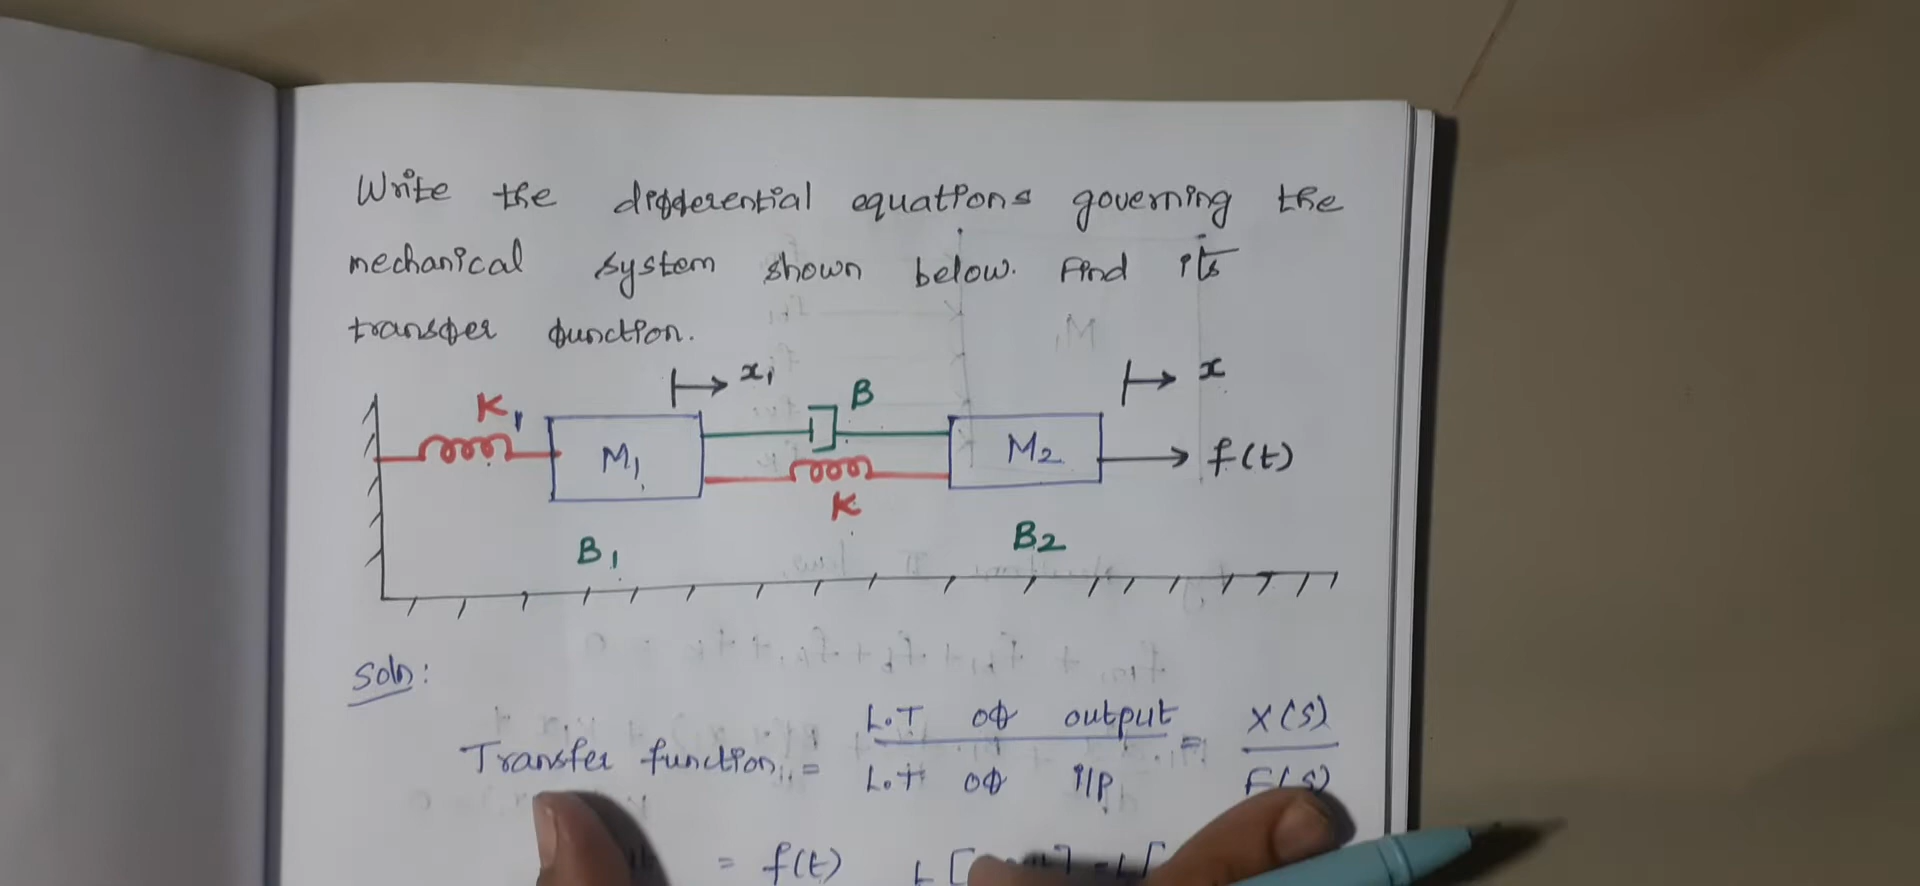 Write the differential equations governing the
mechanical system shown below. Find its
transfer function.
x₁
x
K₁
M₁
B
K
M₂
f(t)
B₁
B₂
Soln:
Transfer function = L.T of output / L.T of i/p = X(s) / F(s)
= f(t)